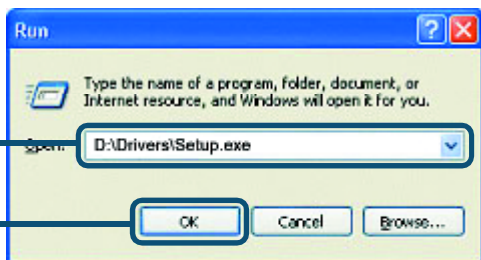 Run
Type the name of a program, folder, document, or
Internet resource, and Windows will open it for you.
Open: D:\Drivers\Setup.exe
OK Cancel Browse...